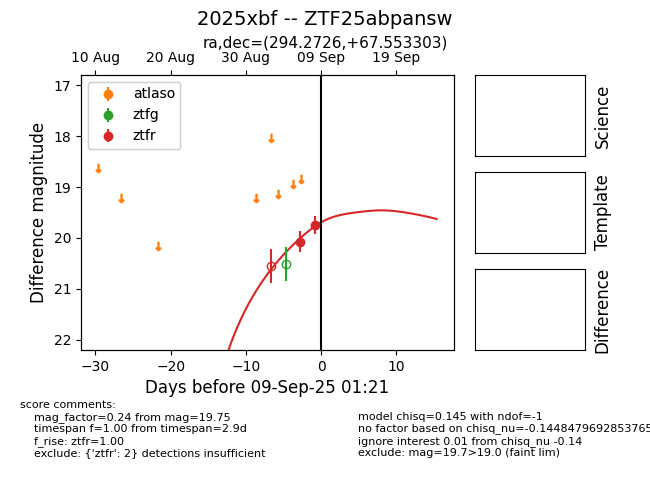 2025xbf -- ZTF25abpansw
ra,dec=(294.2726,+67.553303)
10 Aug 20 Aug 30 Aug 09 Sep 19 Sep
atlaso
ztfg
ztfr
17
18
19
20
21
22
Difference magnitude
−30 −20 −10 0 10
Days before 09-Sep-25 01:21
Science
Template
Difference
score comments:
mag_factor=0.24 from mag=19.75
timespan f=1.00 from timespan=2.9d
f_rise: ztfr=1.00
exclude: {'ztfr': 2} detections insufficient
model chisq=0.145 with ndof=-1
no factor based on chisq_nu=-0.1448479692853765
ignore interest 0.01 from chisq_nu -0.14
exclude: mag=19.7>19.0 (faint lim)